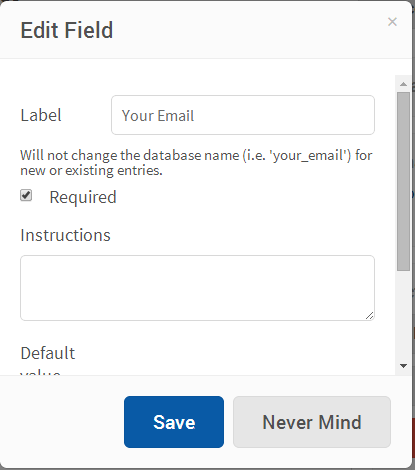 Edit Field
×
Label Your Email
Will not change the database name (i.e. 'your_email') for
new or existing entries.
Required
Instructions
Default
value
Save Never Mind